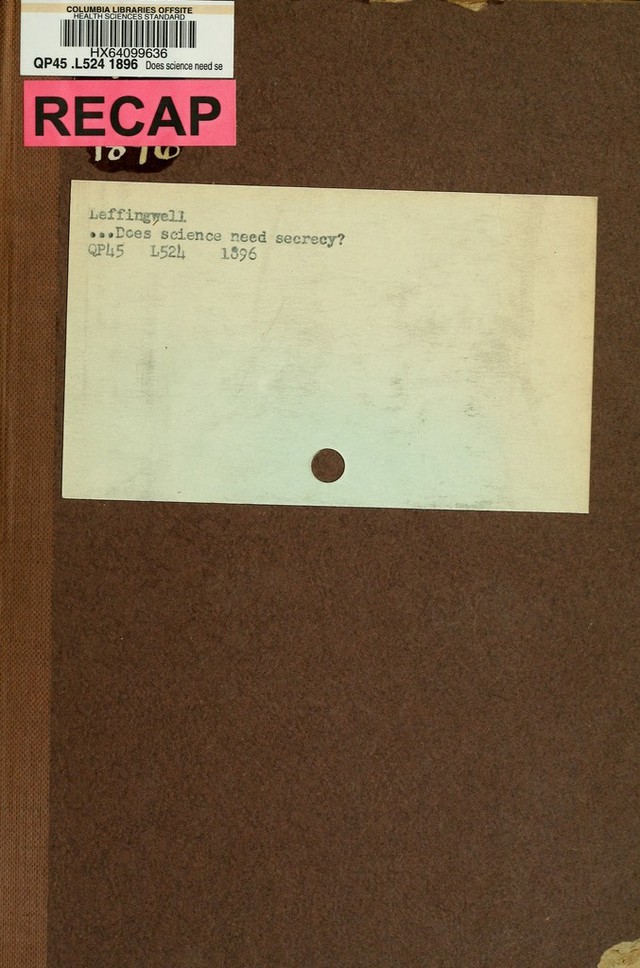 COLUMBIA LIBRARIES OFFSITE
HEALTH SCIENCES STANDARD
HX64099636
QP45 .L524 1896 Does science need se
RECAP
1896
Leffingwell
...Does science need secrecy?
QP45 L524 1896